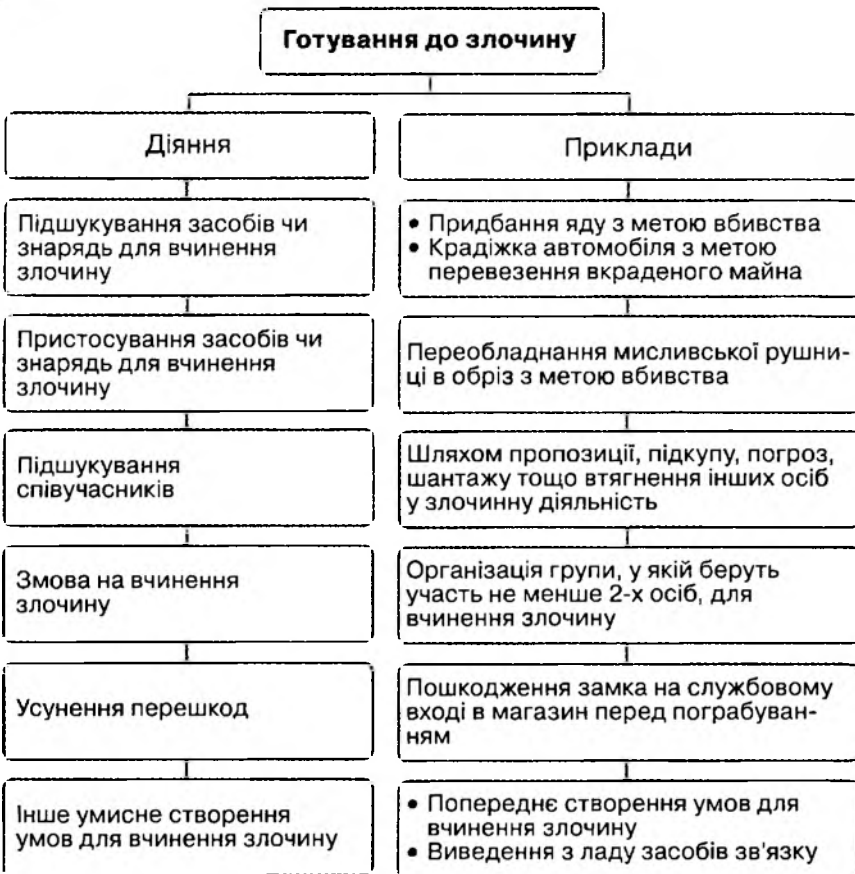 Готування до злочину
Діяння
Приклади
Підшукування засобів чи
знарядь для вчинення
злочину
• Придбання яду з метою вбивства
• Крадіжка автомобіля з метою
перевезення вкраденого майна
Пристосування засобів чи
знарядь для вчинення
злочину
Переобладнання мисливської рушни-
ці в обріз з метою вбивства
Підшукування
співучасників
Шляхом пропозиції, підкупу, погроз,
шантажу тощо втягнення інших осіб
у злочинну діяльність
Змова на вчинення
злочину
Організація групи, у якій беруть
участь не менше 2-х осіб, для
вчинення злочину
Усунення перешкод
Пошкодження замка на службовому
вході в магазин перед пограбуван-
ням
Інше умисне створення
умов для вчинення злочину
• Попереднє створення умов для
вчинення злочину
• Виведення з ладу засобів зв'язку